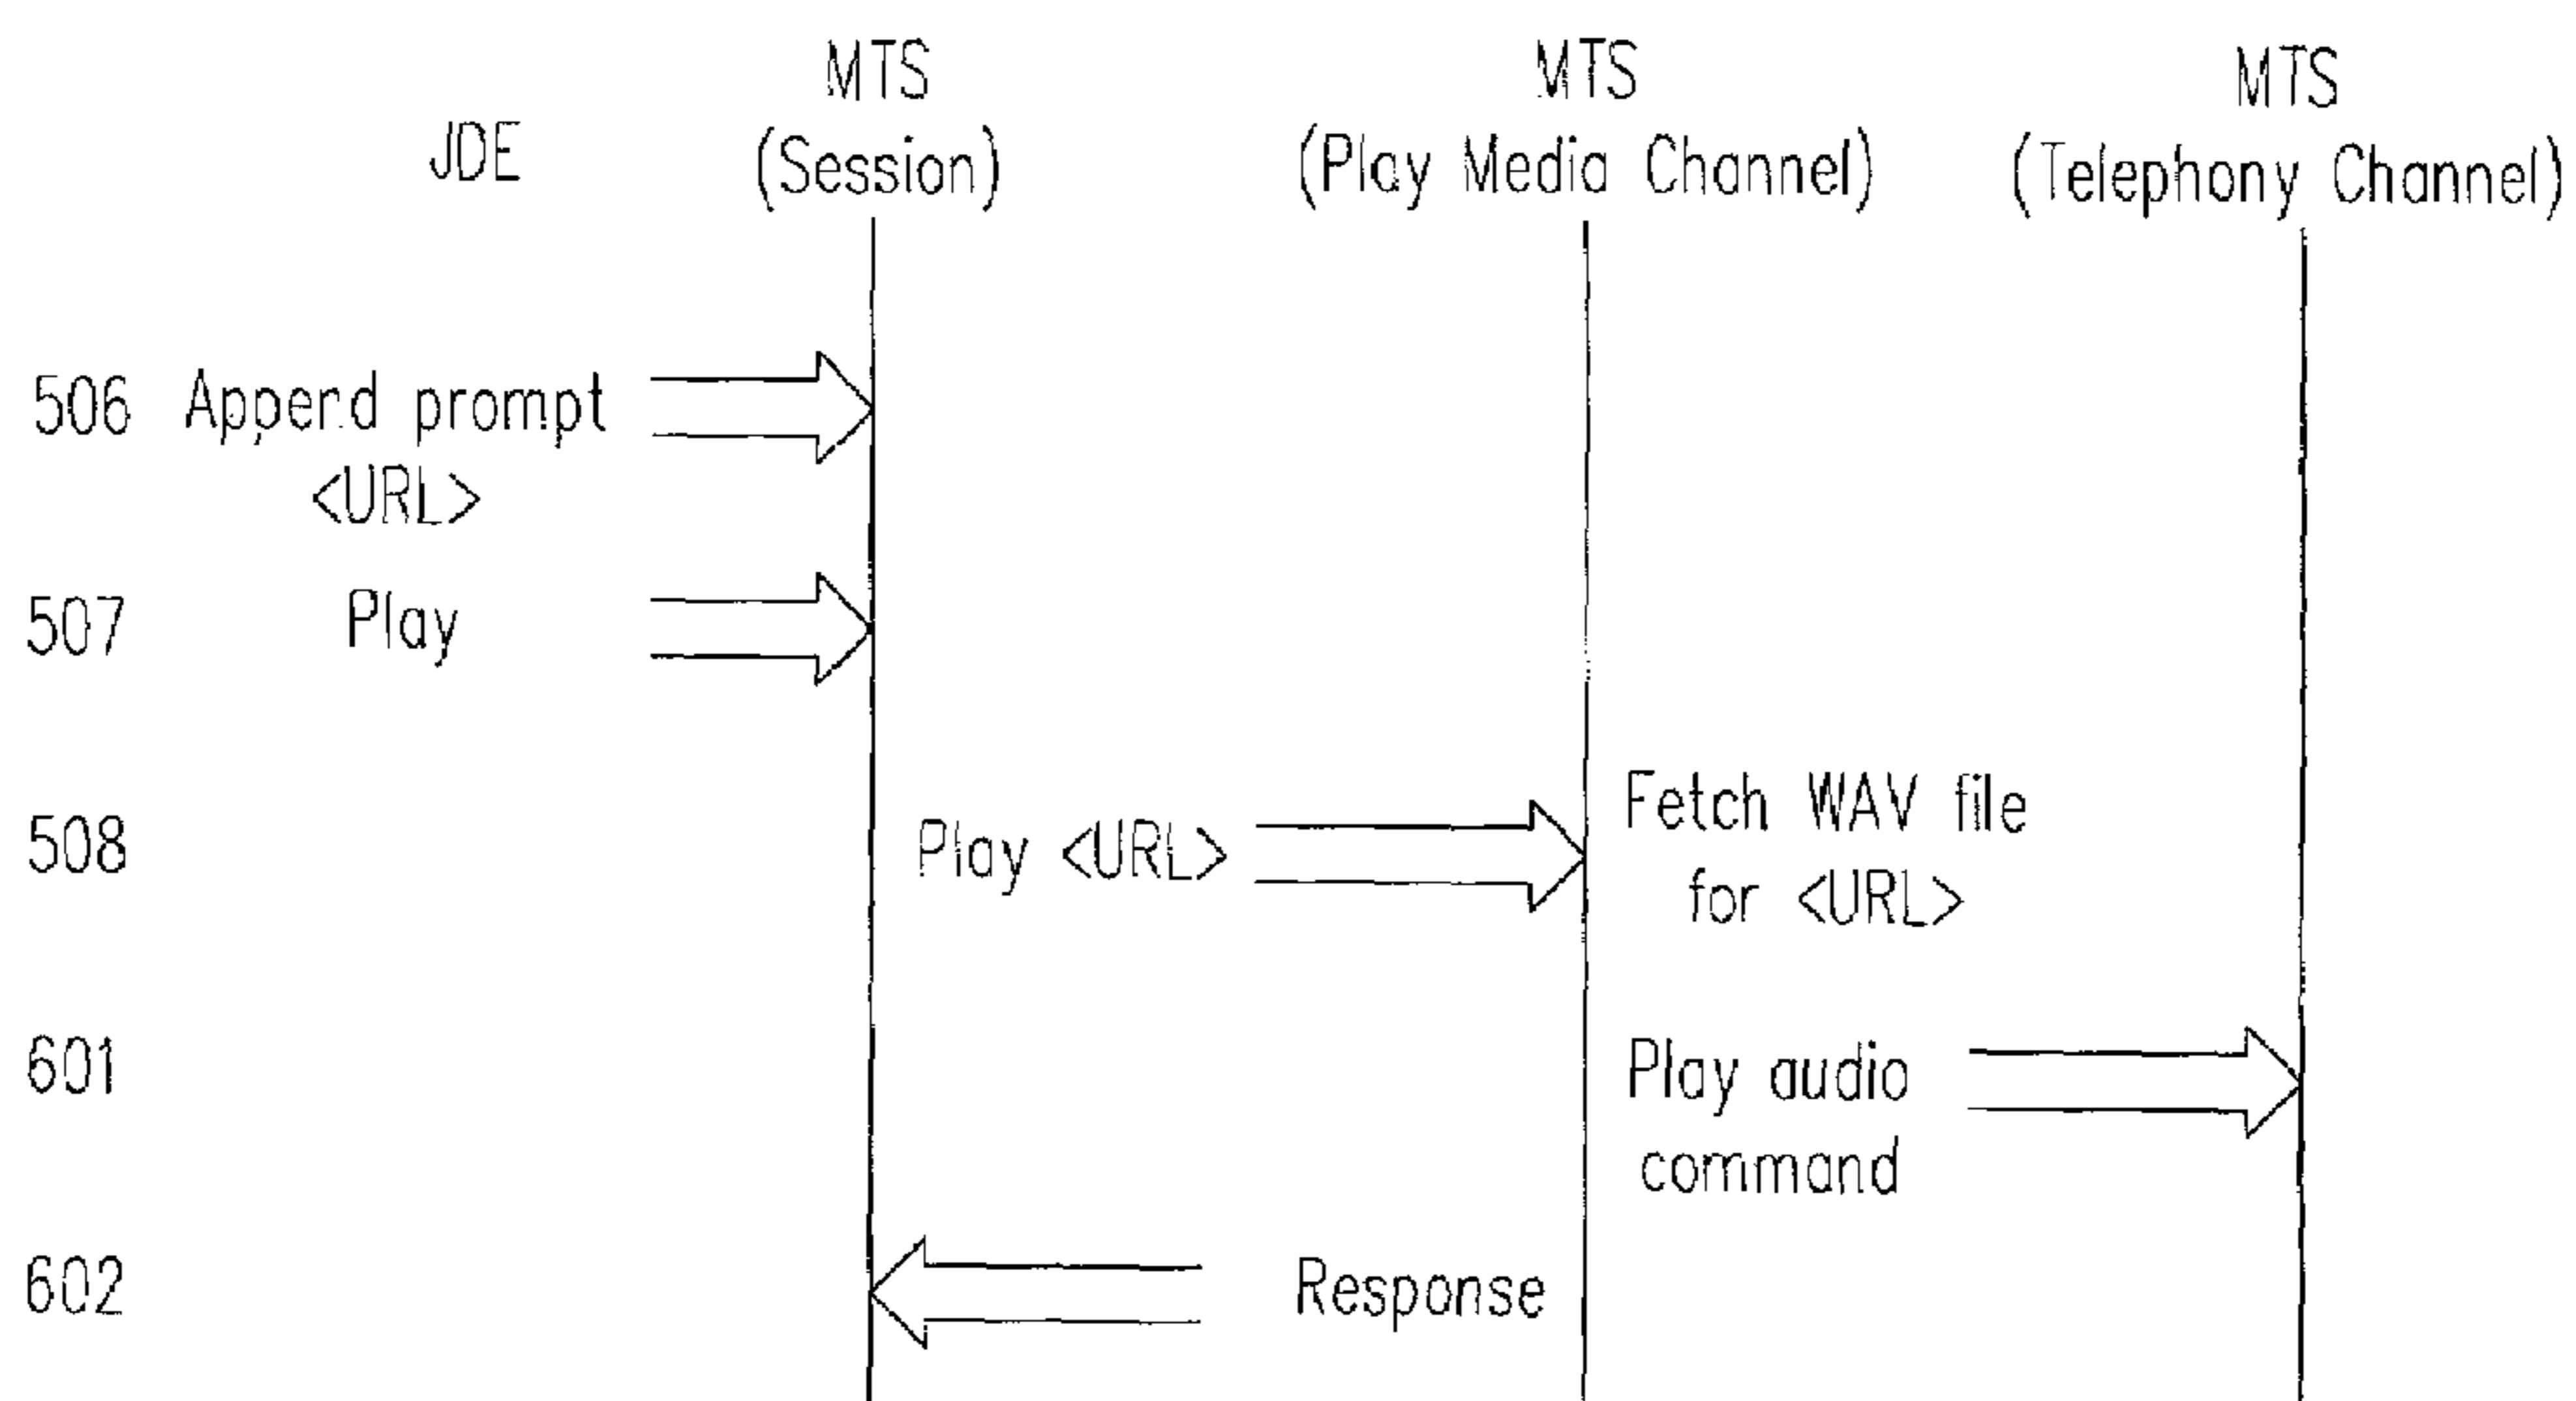 JDE
MTS
(Session)
MTS
(Play Media Channel)
MTS
(Telephony Channel)
506 Append prompt
<URL>
507 Play
508 Play <URL> Fetch WAV file
for <URL>
601 Play audio
command
602 Response